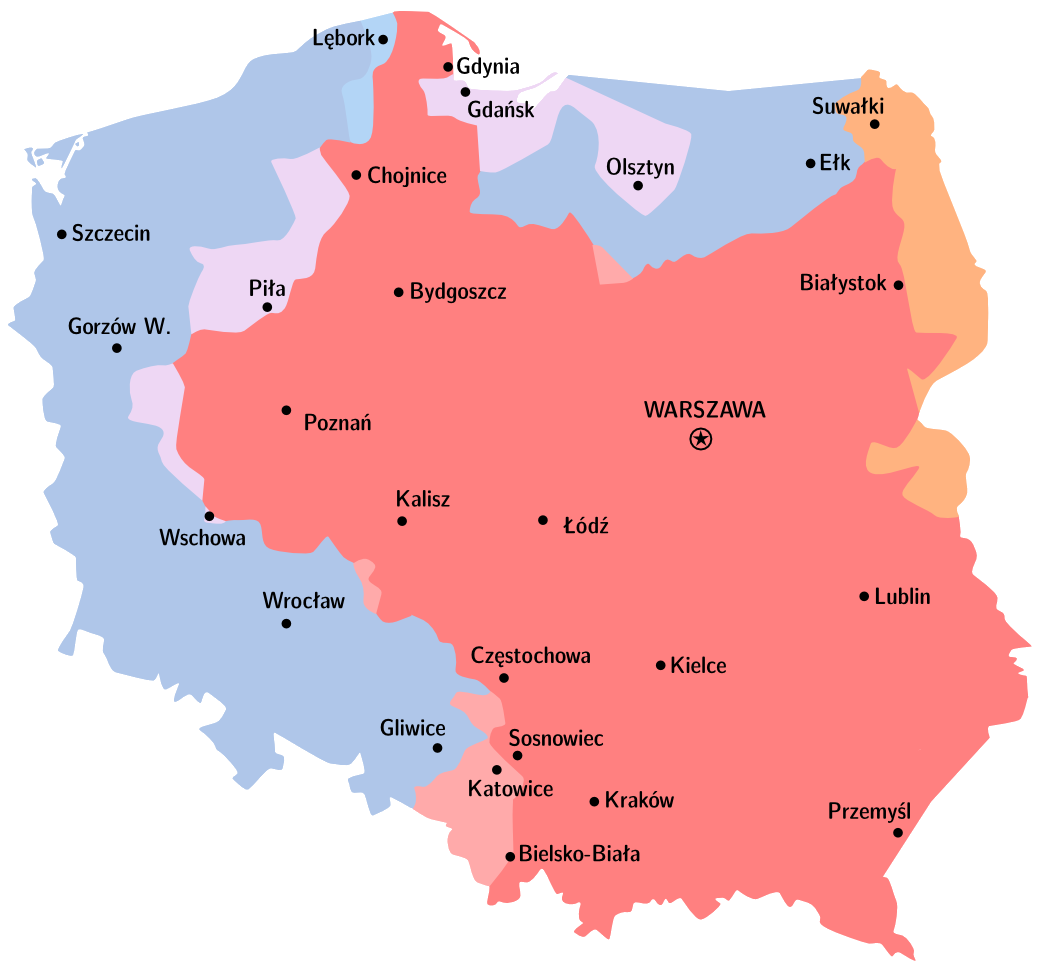 Lębork
Gdynia
Gdańsk
Suwałki
Ełk
Olsztyn
Chojnice
Szczecin
Białystok
Piła
Bydgoszcz
Gorzów W.
WARSZAWA
Poznań
Kalisz
Łódź
Wschowa
Lublin
Wrocław
Częstochowa
Kielce
Gliwice
Sosnowiec
Katowice
Kraków
Przemyśl
Bielsko-Biała